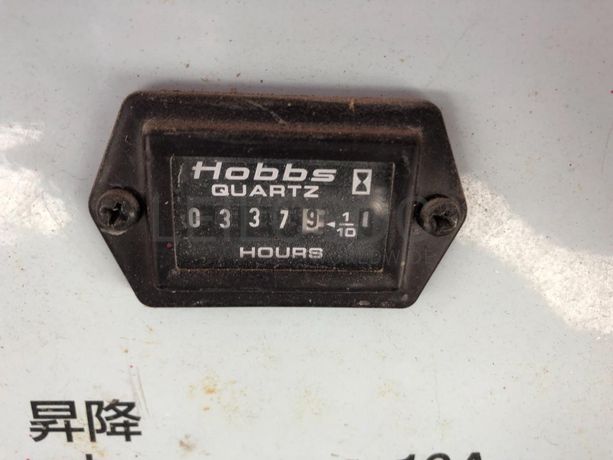 Hobbs
QUARTZ
0 3 3 7 9 ◄ 1/10
HOURS
昇降